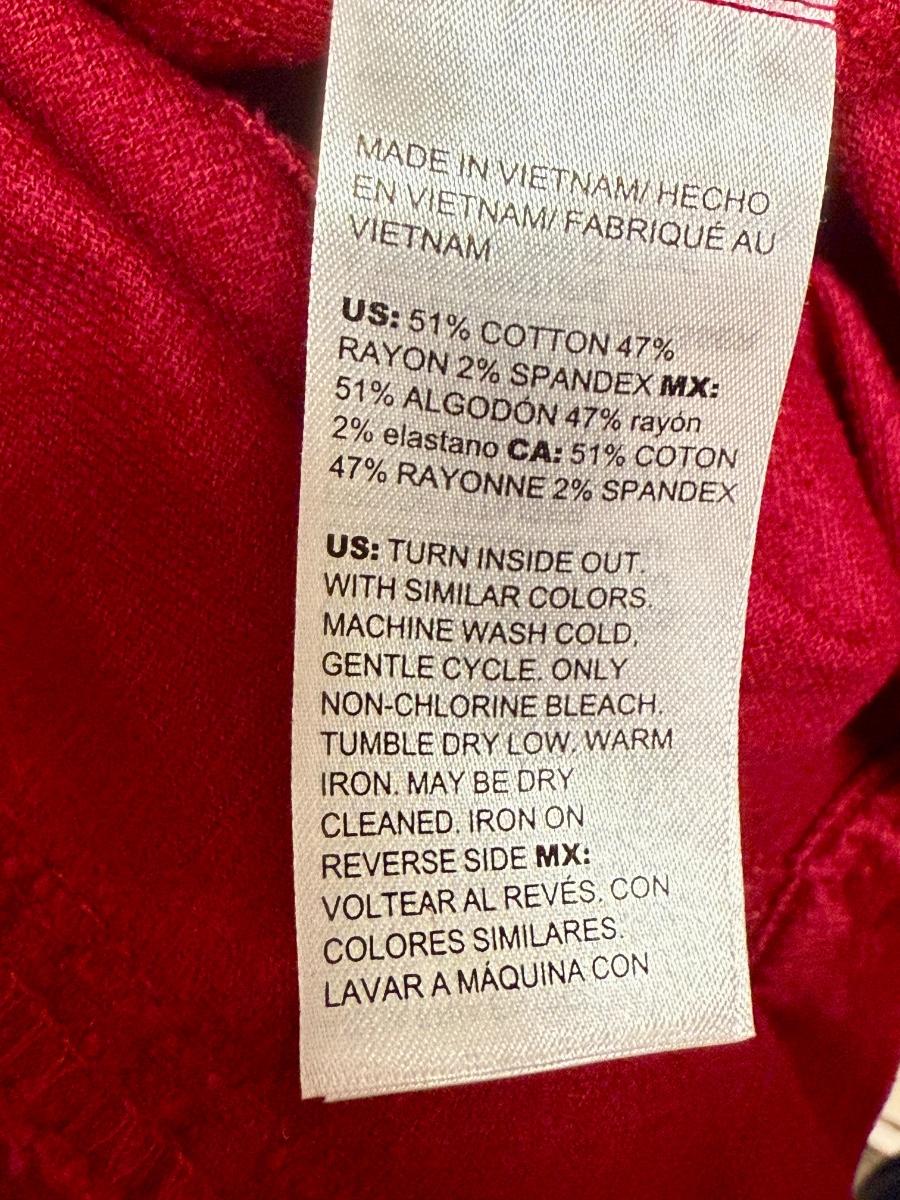 MADE IN VIETNAM/ HECHO
EN VIETNAM/ FABRIQUÉ AU
VIETNAM
US: 51% COTTON 47%
RAYON 2% SPANDEX MX:
51% ALGODÓN 47% rayón
2% elastano CA: 51% COTON
47% RAYONNE 2% SPANDEX
US: TURN INSIDE OUT.
WITH SIMILAR COLORS.
MACHINE WASH COLD,
GENTLE CYCLE. ONLY
NON-CHLORINE BLEACH.
TUMBLE DRY LOW. WARM
IRON. MAY BE DRY
CLEANED. IRON ON
REVERSE SIDE MX:
VOLTEAR AL REVÉS. CON
COLORES SIMILARES.
LAVAR A MÁQUINA CON